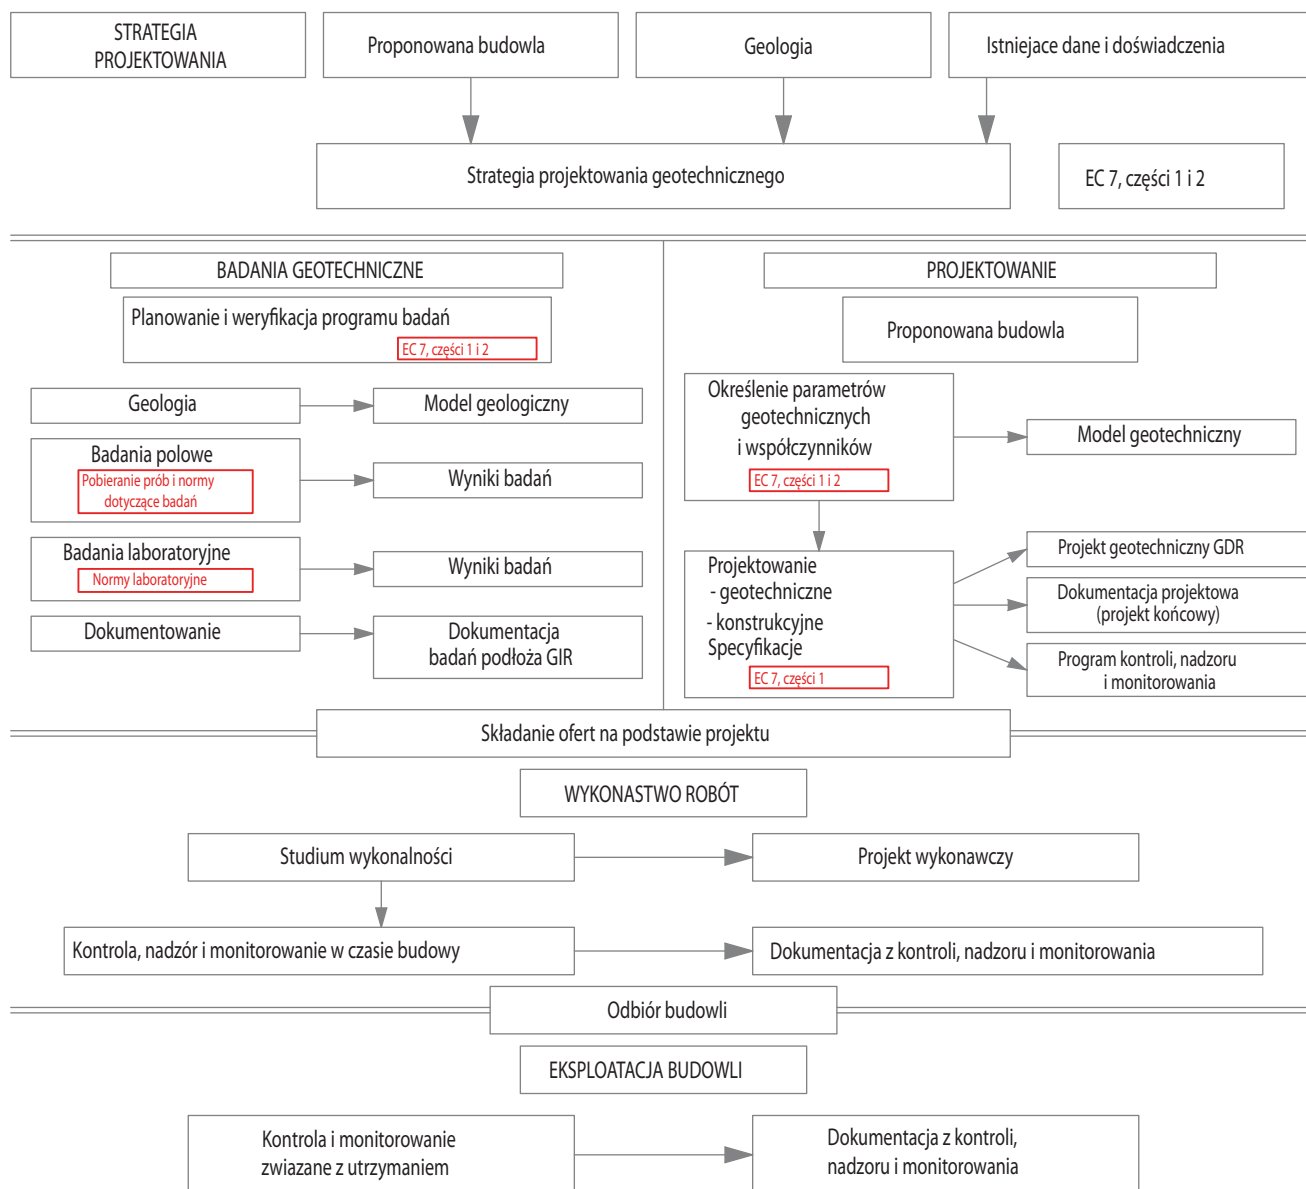 STRATEGIA
PROJEKTOWANIA
Proponowana budowla
Geologia
Istniejace dane i doświadczenia
Strategia projektowania geotechnicznego
EC 7, części 1 i 2
BADANIA GEOTECHNICZNE
Planowanie i weryfikacja programu badań
EC 7, części 1 i 2
Geologia
Model geologiczny
Badania polowe
Pobieranie prób i normy
dotyczące badań
Wyniki badań
Badania laboratoryjne
Normy laboratoryjne
Wyniki badań
Dokumentowanie
Dokumentacja
badań podłoża GIR
PROJEKTOWANIE
Proponowana budowla
Określenie parametrów
geotechnicznych
i współczynników
EC 7, części 1 i 2
Model geotechniczny
Projektowanie
- geotechniczne
- konstrukcyjne
Specyfikacje
EC 7, części 1
Projekt geotechniczny GDR
Dokumentacja projektowa
(projekt końcowy)
Program kontroli, nadzoru
i monitorowania
Składanie ofert na podstawie projektu
WYKONASTWO ROBÓT
Studium wykonalności
Projekt wykonawczy
Kontrola, nadzór i monitorowanie w czasie budowy
Dokumentacja z kontroli, nadzoru i monitorowania
Odbiór budowli
EKSPLOATACJA BUDOWLI
Kontrola i monitorowanie
zwiazane z utrzymaniem
Dokumentacja z kontroli,
nadzoru i monitorowania